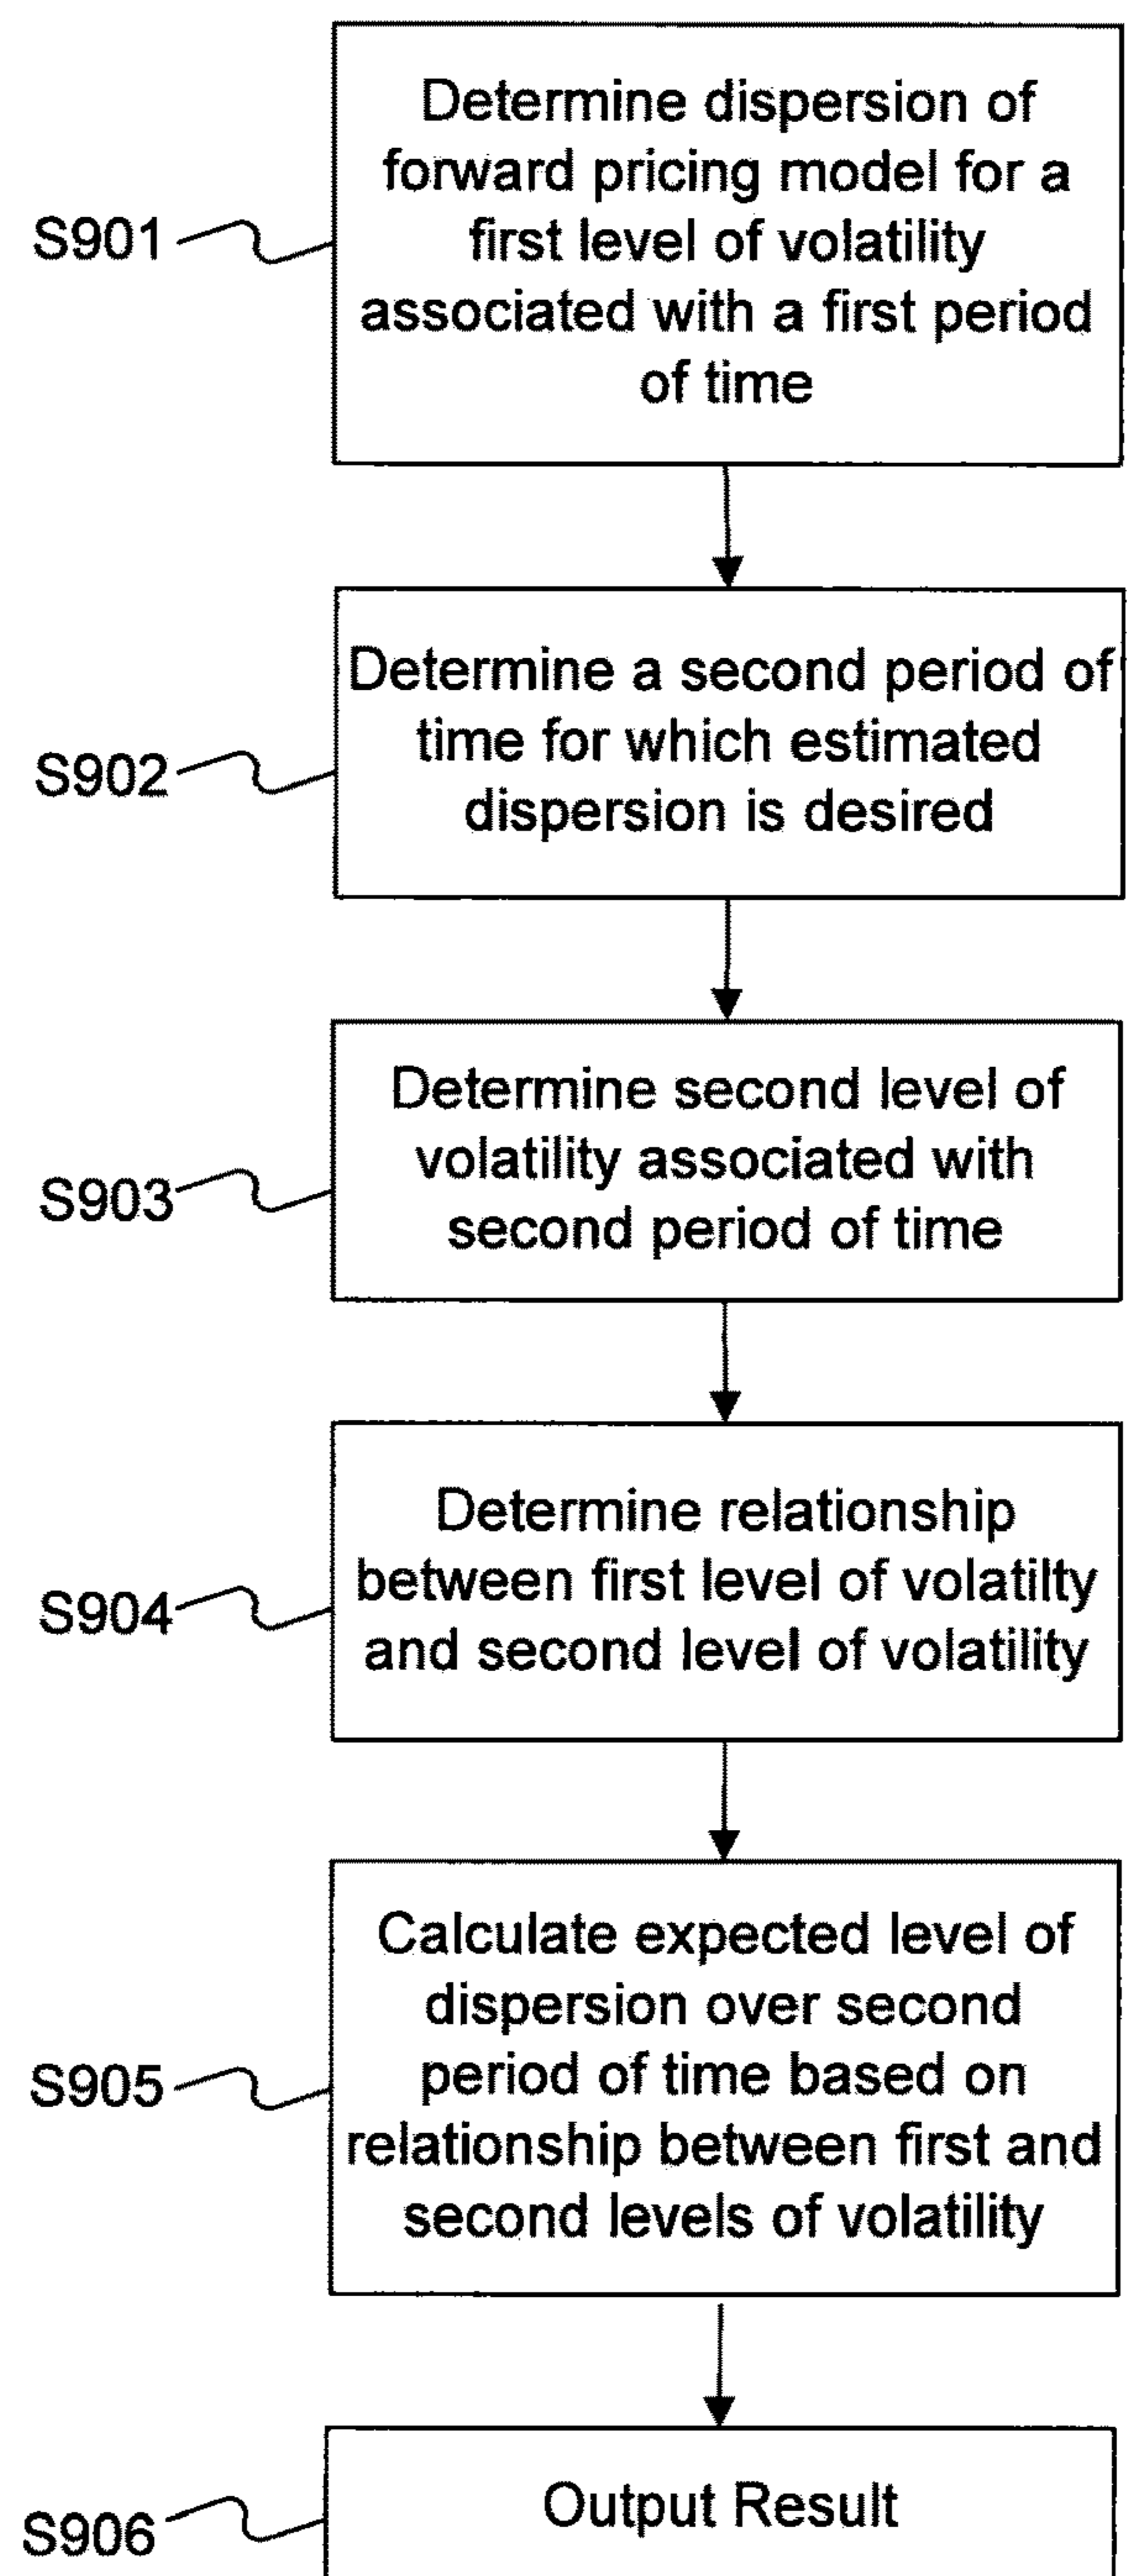 Determine dispersion of
forward pricing model for a
first level of volatility
associated with a first period
of time
S901
Determine a second period of
time for which estimated
dispersion is desired
S902
Determine second level of
volatility associated with
second period of time
S903
Determine relationship
between first level of volatilty
and second level of volatility
S904
Calculate expected level of
dispersion over second
period of time based on
relationship between first and
second levels of volatility
S905
Output Result
S906